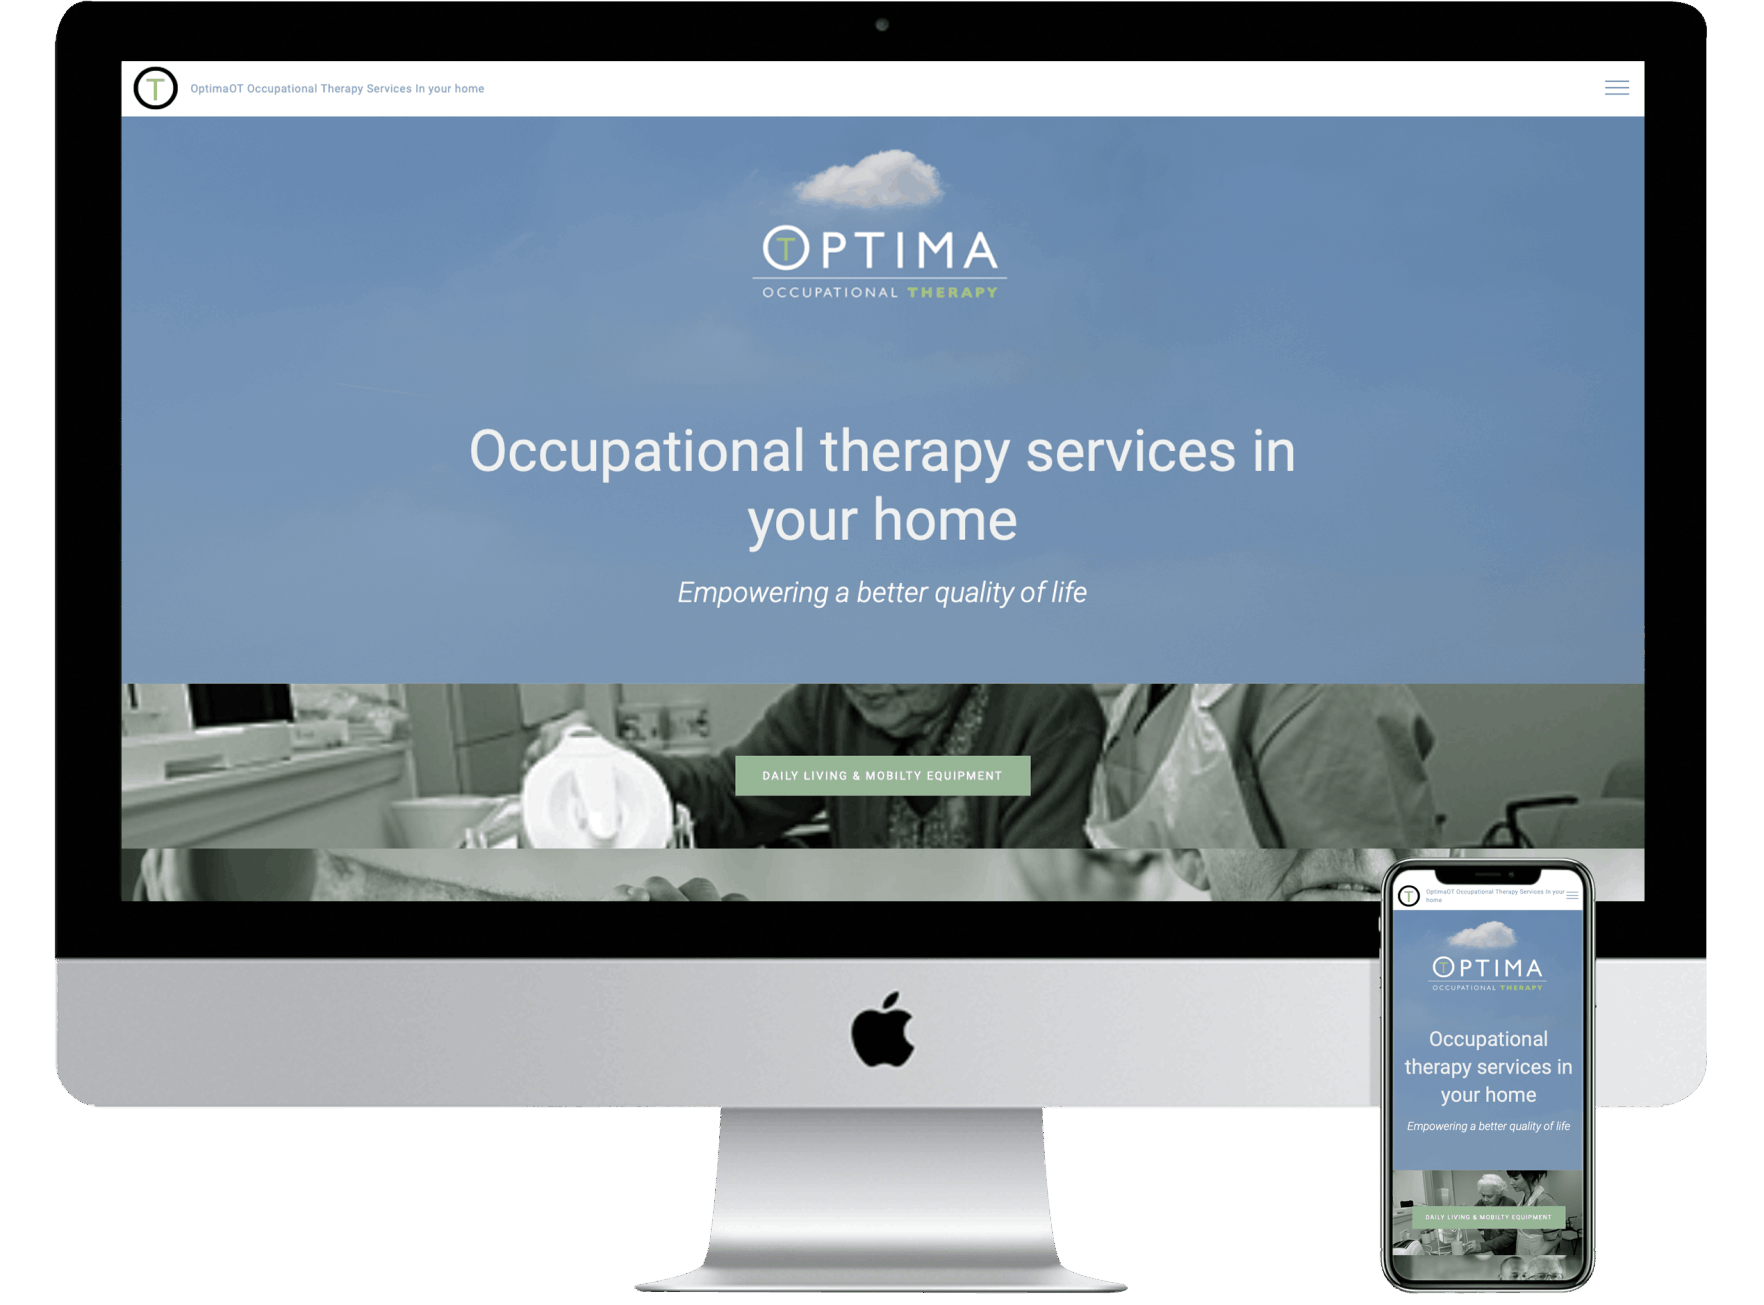 OptimaOT Occupational Therapy Services In your home
OPTIMA
OCCUPATIONAL THERAPY
Occupational therapy services in
your home
Empowering a better quality of life
DAILY LIVING & MOBILTY EQUIPMENT
OptimaOT Occupational Therapy Services In your
home
OPTIMA
OCCUPATIONAL THERAPY
Occupational
therapy services in
your home
Empowering a better quality of life
DAILY LIVING & MOBILTY EQUIPMENT